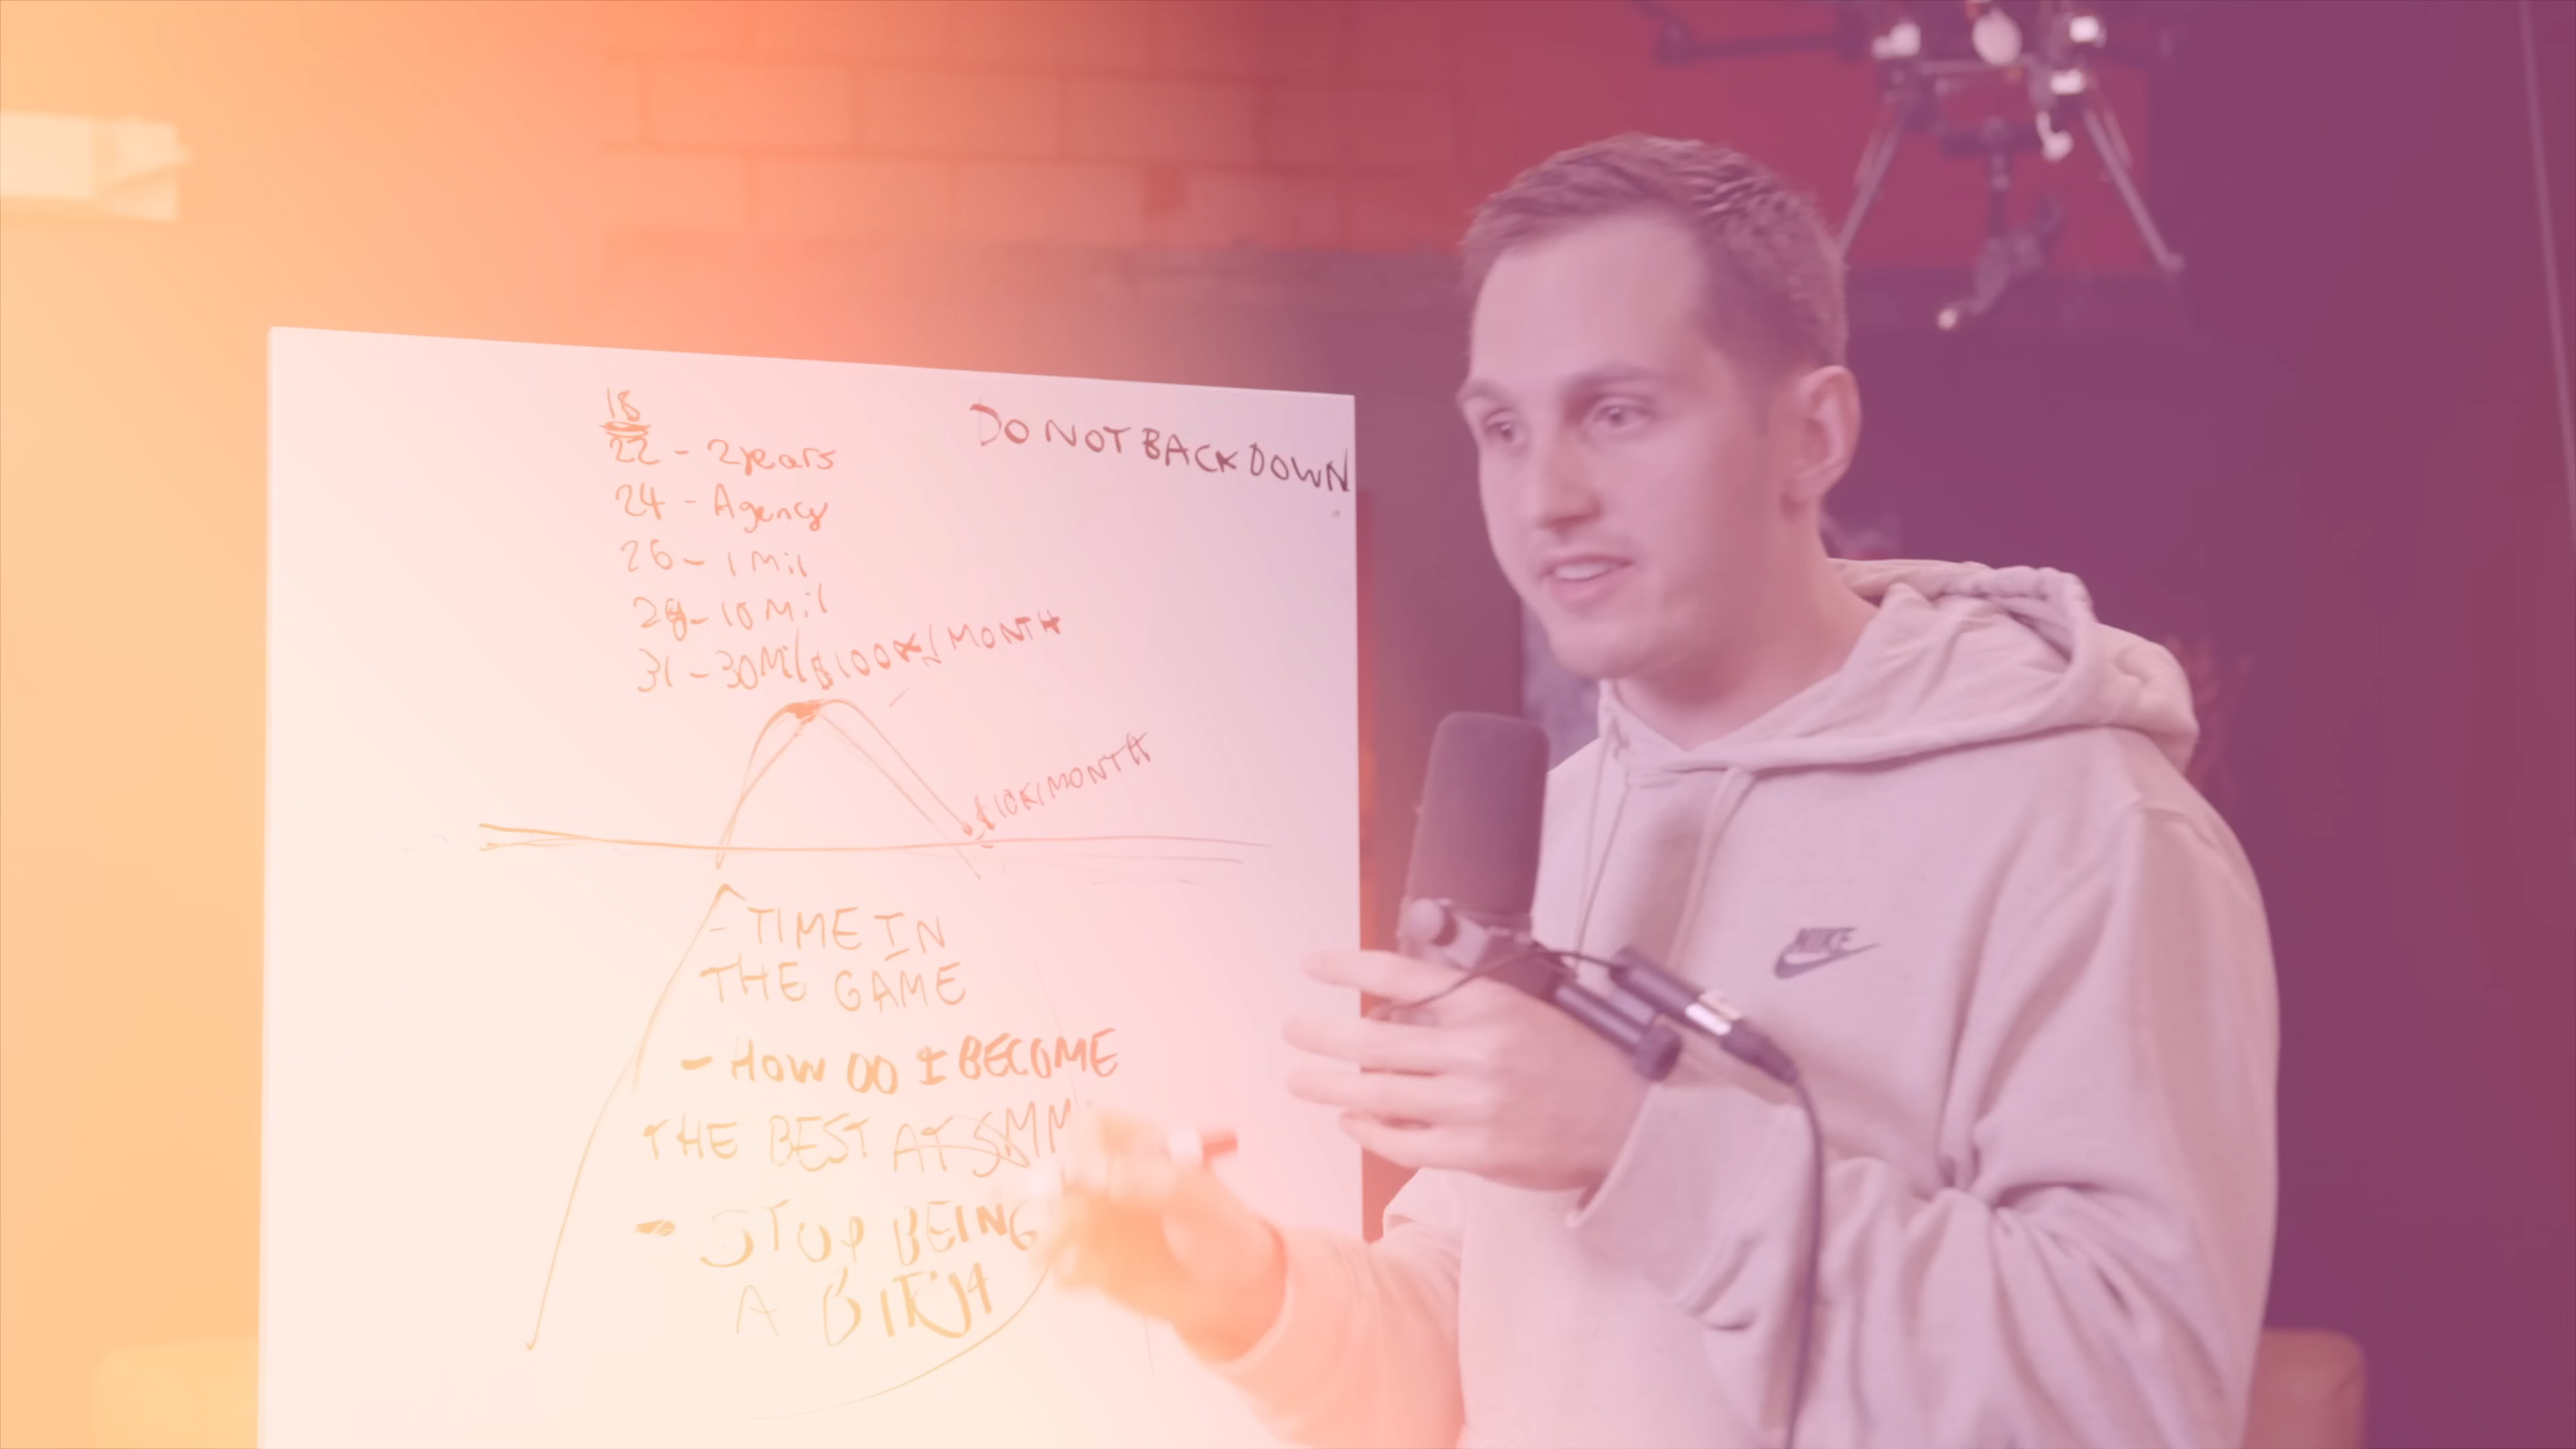 18
22 - 2years
24 - Agency
26 - 1 Mil
28 - 10 Mil
31 - 30Mil
$100K/MONTH
DO NOT BACK DOWN
$10K/MONTH
- TIME IN
THE GAME
- HOW DO I BECOME
THE BEST AT SMM
- STOP BEING
A BITCH
NIKE